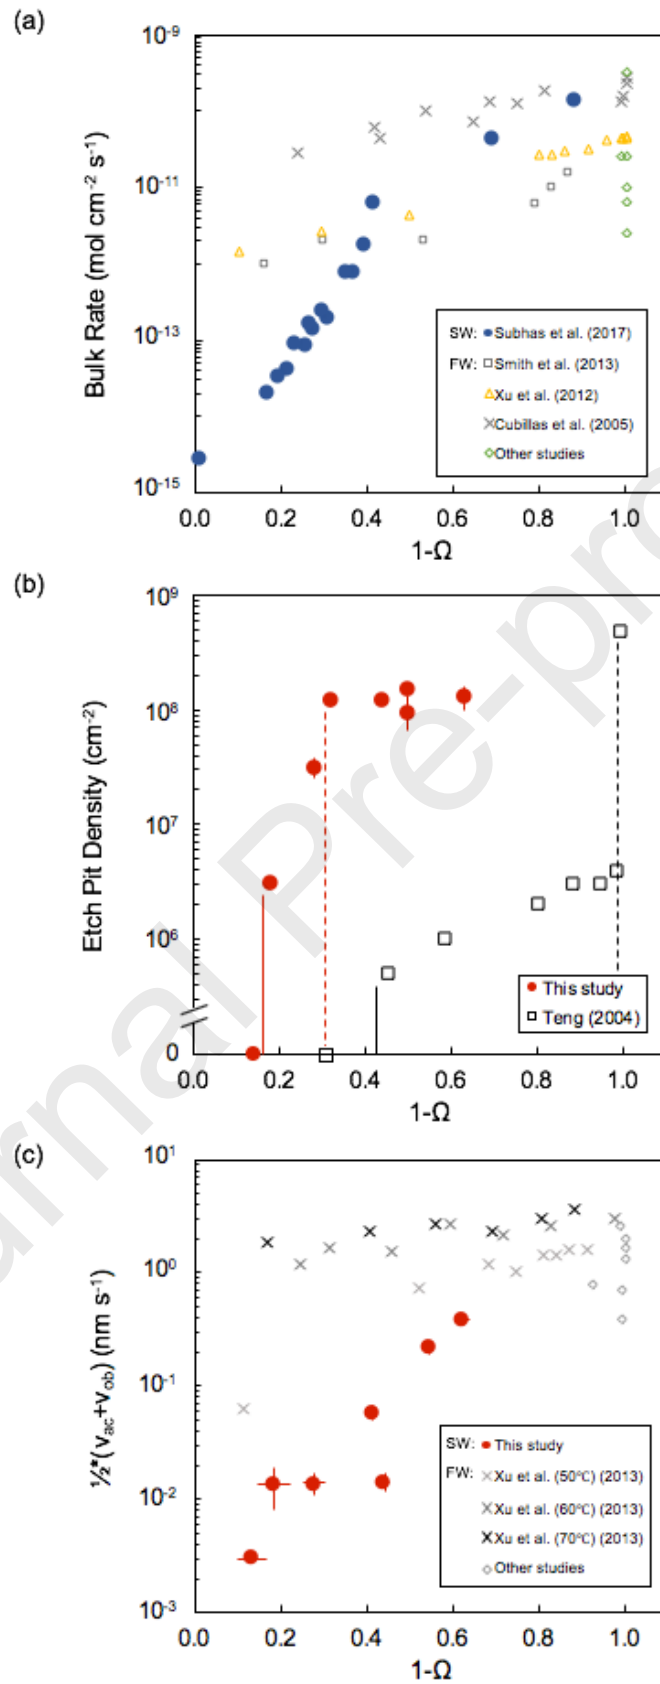 (a)
10⁻⁹
10⁻¹¹
10⁻¹³
10⁻¹⁵
Bulk Rate (mol cm⁻² s⁻¹)
SW: Subhas et al. (2017)
FW: Smith et al. (2013)
Xu et al. (2012)
Cubillas et al. (2005)
Other studies
0.0 0.2 0.4 0.6 0.8 1.0
1-Ω
(b)
10⁹
10⁸
10⁷
10⁶
0
Etch Pit Density (cm⁻²)
This study
Teng (2004)
0.0 0.2 0.4 0.6 0.8 1.0
1-Ω
(c)
10¹
10⁰
10⁻¹
10⁻²
10⁻³
½*(vac+vob) (nm s⁻¹)
SW: This study
FW: Xu et al. (50℃) (2013)
Xu et al. (60℃) (2013)
Xu et al. (70℃) (2013)
Other studies
0.0 0.2 0.4 0.6 0.8 1.0
1-Ω